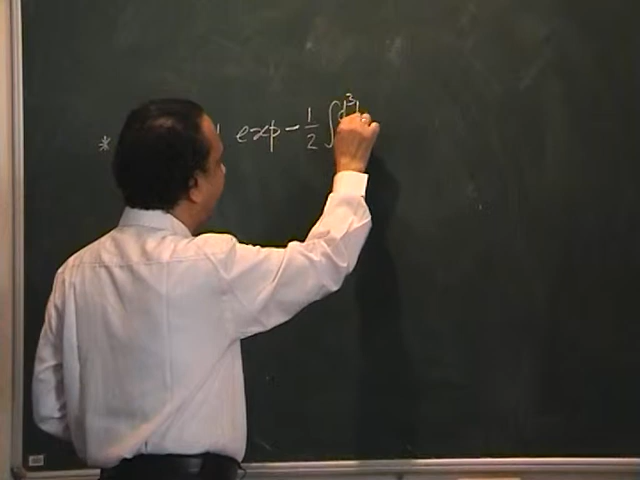 * exp - 1/2 ∫d³